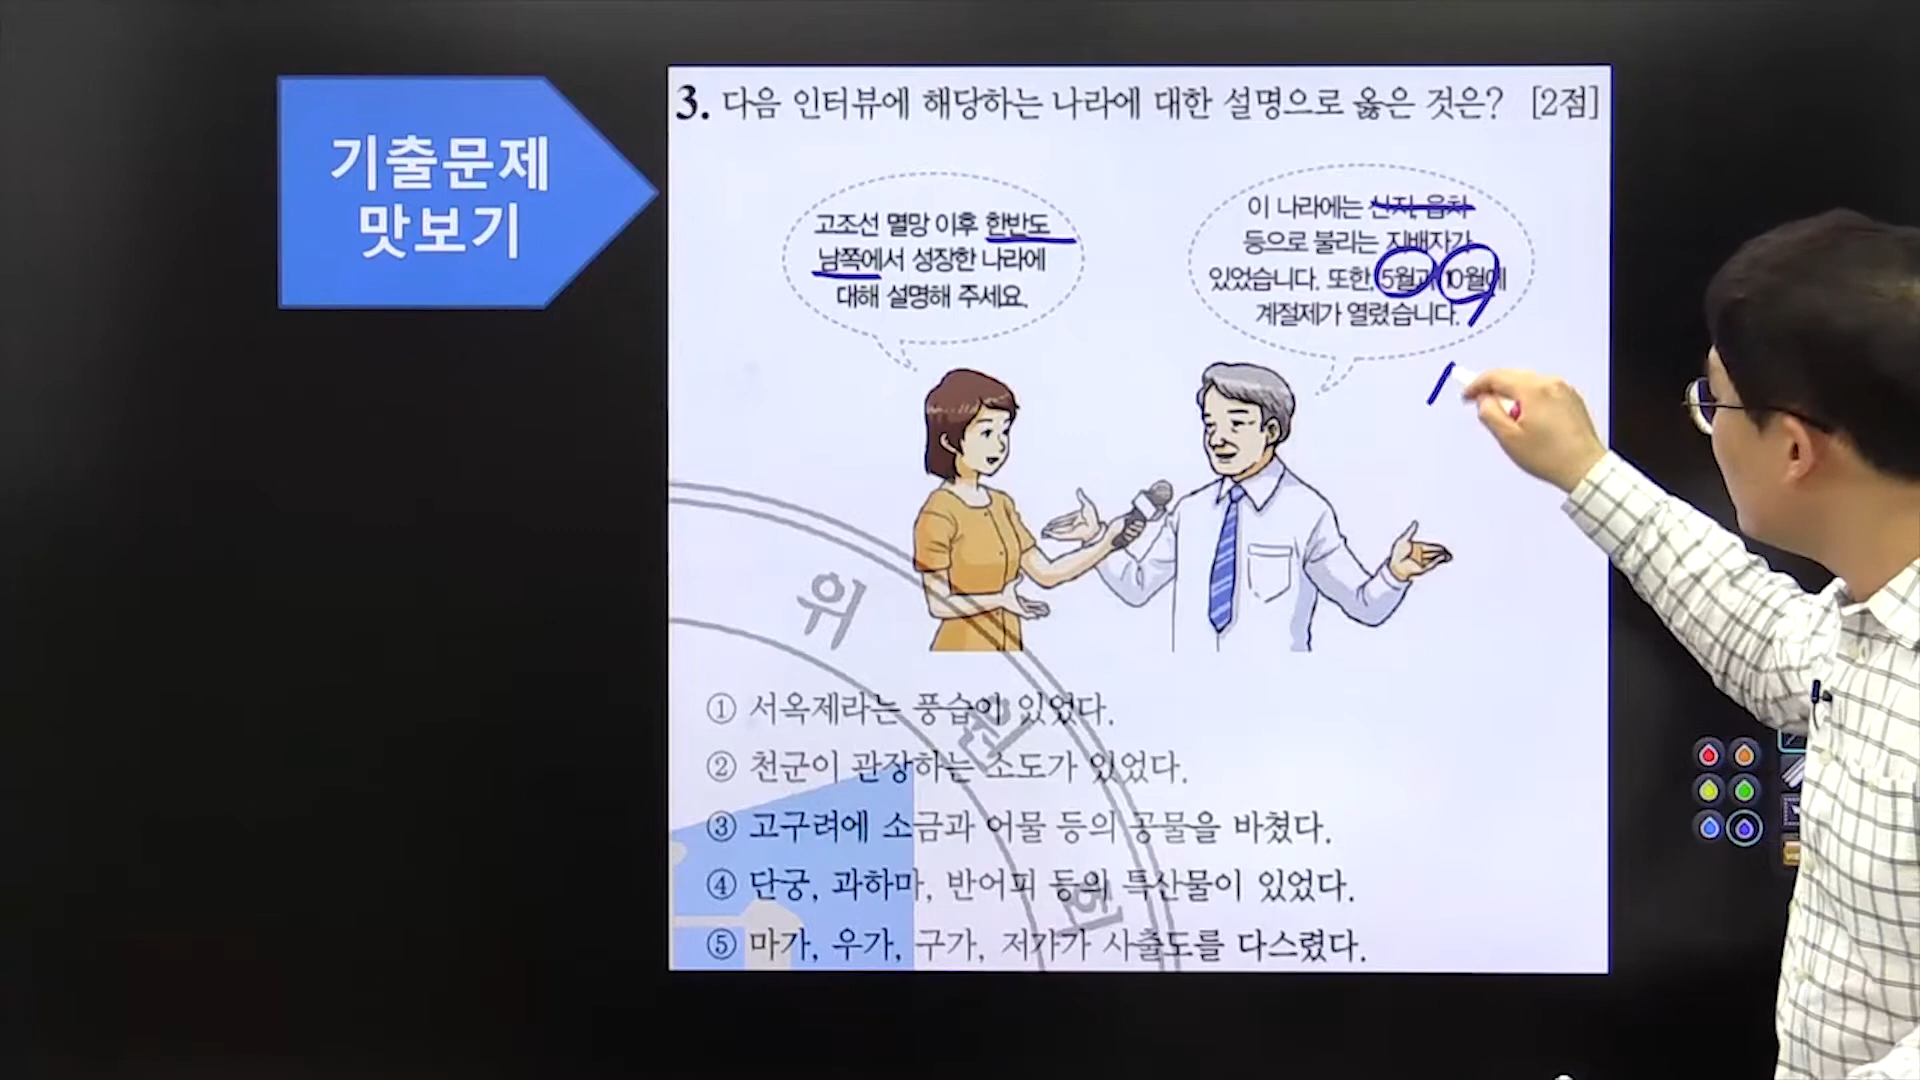 기출문제
맛보기
3. 다음 인터뷰에 해당하는 나라에 대한 설명으로 옳은 것은? [2점]
고조선 멸망 이후 한반도
남쪽에서 성장한 나라에
대해 설명해 주세요.
이 나라에는 신지, 읍차
등으로 불리는 지배자가
있었습니다. 또한, 5월과 10월에
계절제가 열렸습니다.
위
원
회
① 서옥제라는 풍습이 있었다.
② 천군이 관장하는 소도가 있었다.
③ 고구려에 소금과 어물 등의 공물을 바쳤다.
④ 단궁, 과하마, 반어피 등의 특산물이 있었다.
⑤ 마가, 우가, 구가, 저가가 사출도를 다스렸다.